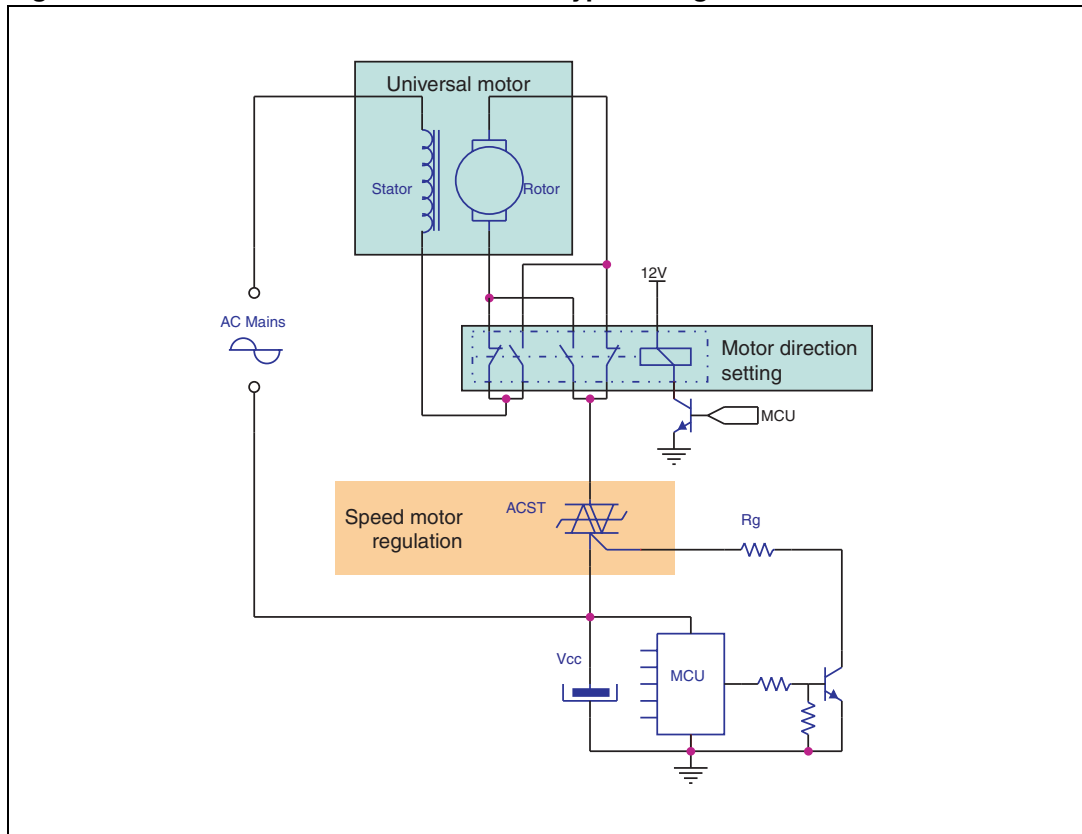 Universal motor
Stator
Rotor
12V
AC Mains
Motor direction
setting
MCU
ACST
Speed motor
regulation
Rg
Vcc
MCU